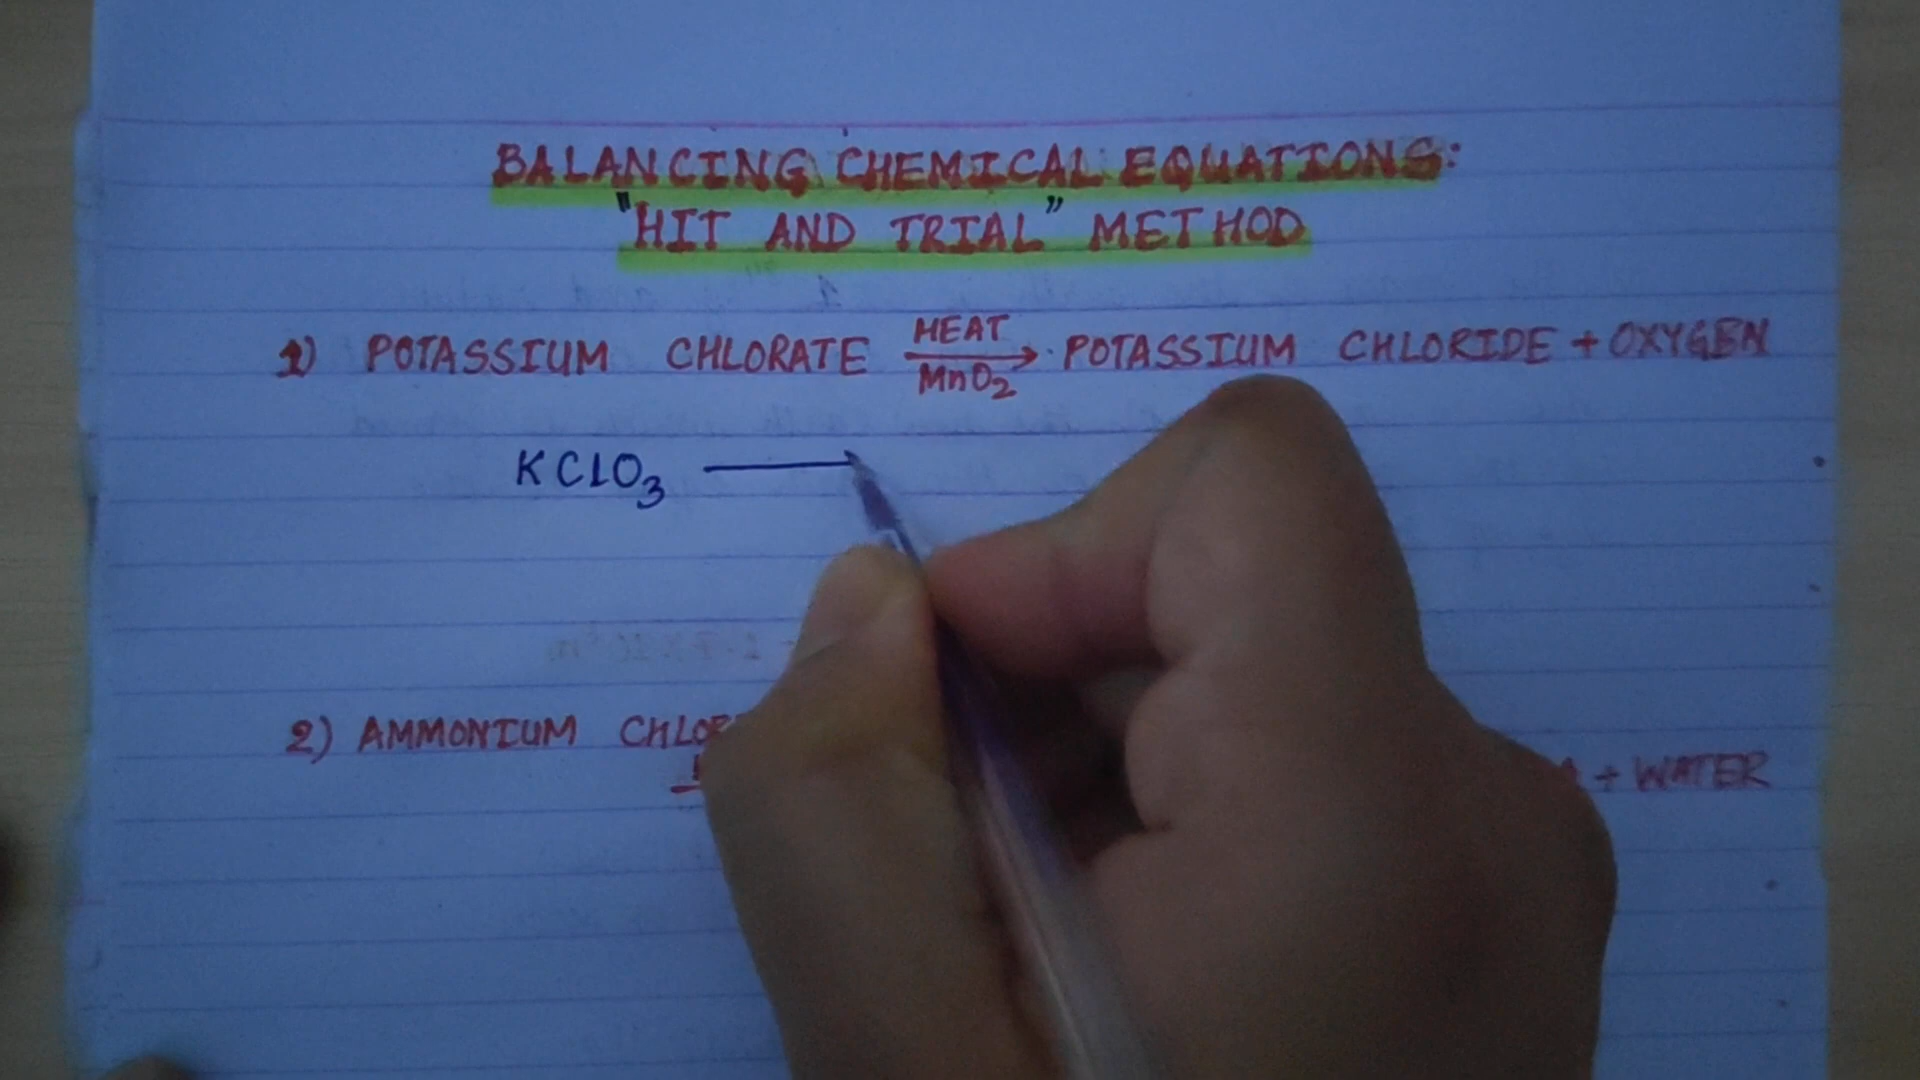 BALANCING CHEMICAL EQUATIONS:
"HIT AND TRIAL" METHOD
HEAT
1) POTASSIUM CHLORATE → POTASSIUM CHLORIDE + OXYGEN
MnO2
KClO3
2) AMMONIUM
+ WATER